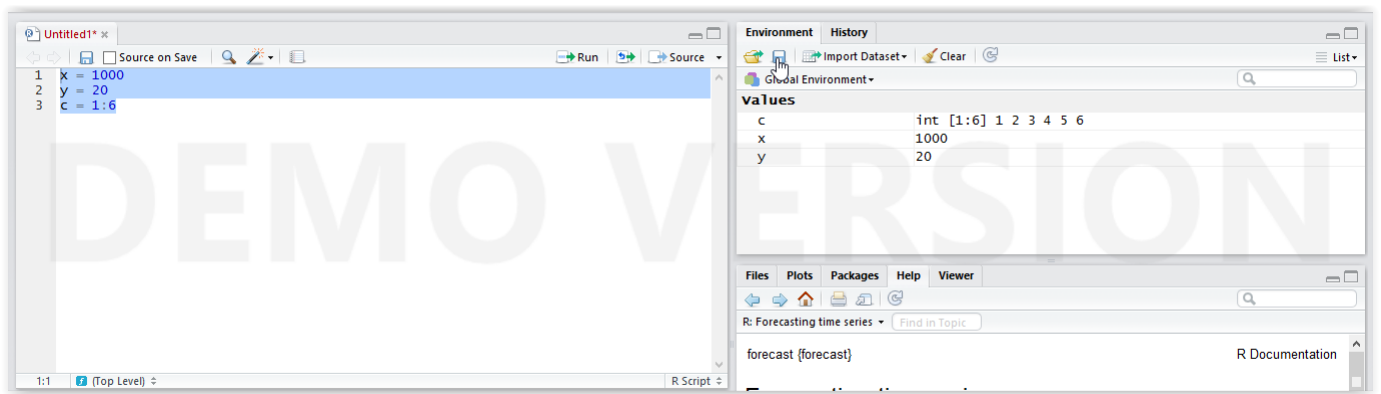 Untitled1*
Source on Save
Run
Source
1 x = 1000
2 y = 20
3 c = 1:6
1:1 (Top Level)
R Script
Environment History
Import Dataset
Clear
List
Global Environment
Values
c int [1:6] 1 2 3 4 5 6
x 1000
y 20
Files Plots Packages Help Viewer
R: Forecasting time series
Find in Topic
forecast {forecast}
R Documentation
DEMO VERSION